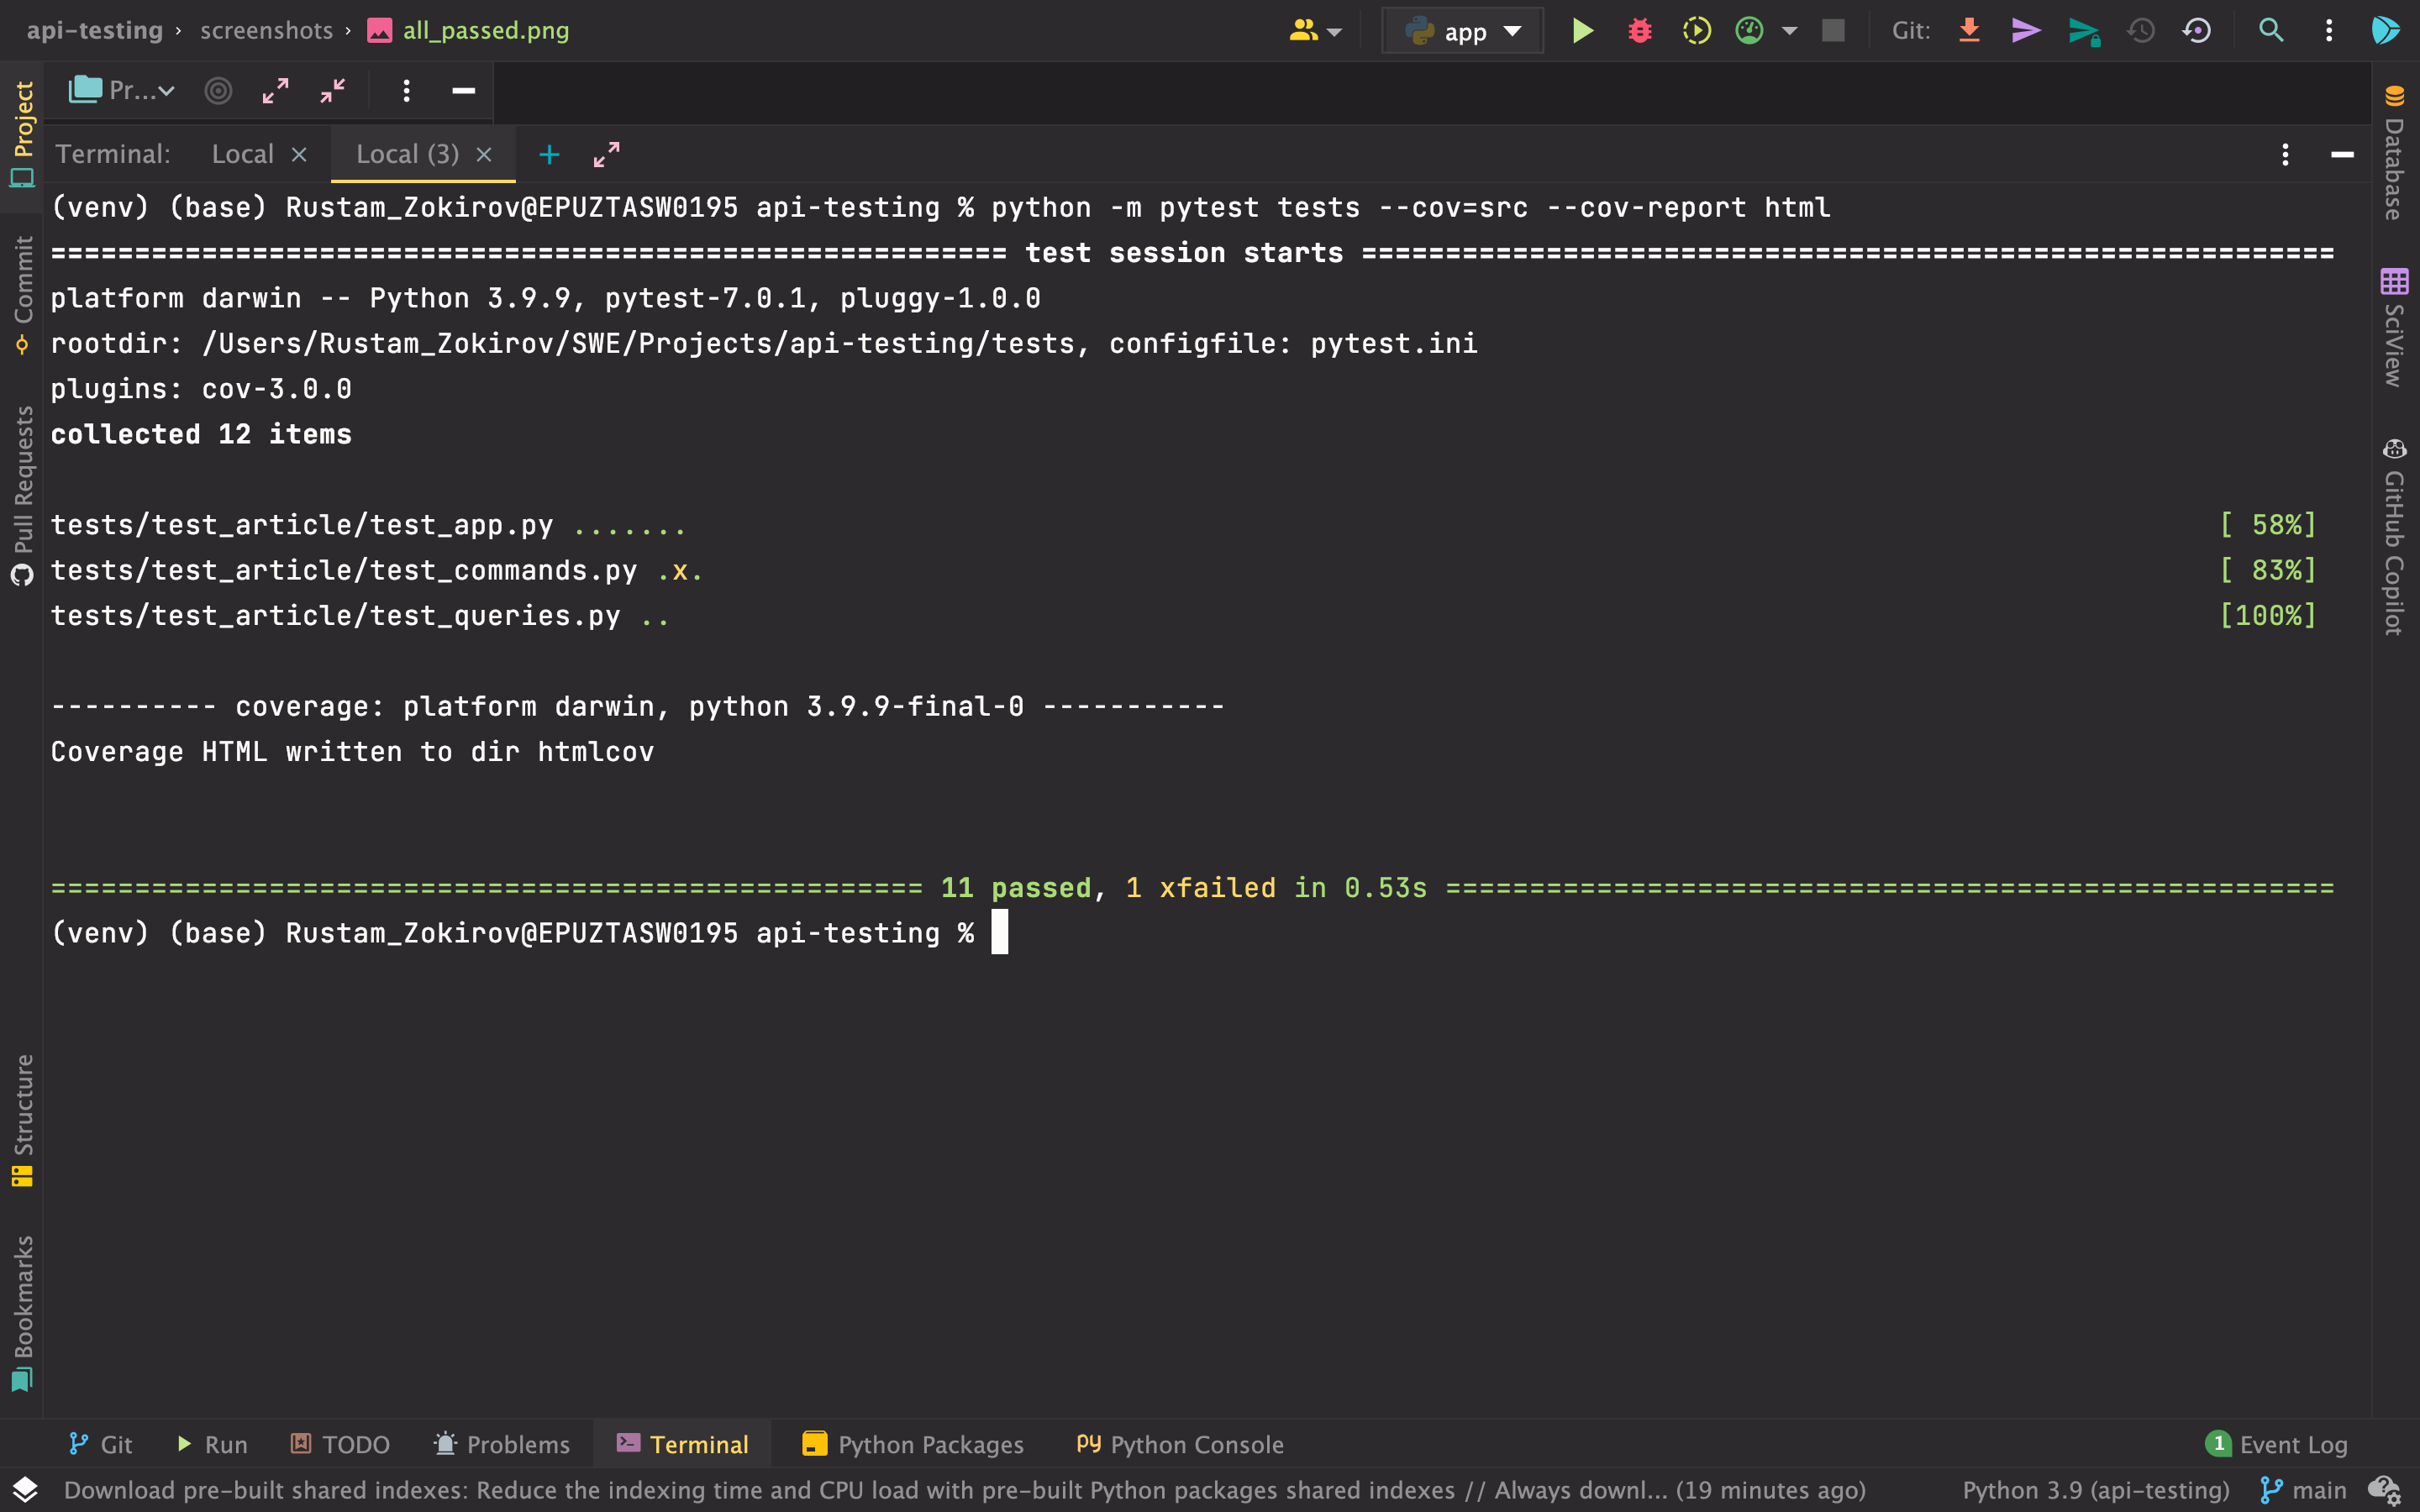 api-testing › screenshots › all_passed.png
app
Git:
Pr...
Terminal: Local × Local (3) × +
(venv) (base) Rustam_Zokirov@EPUZTASW0195 api-testing % python -m pytest tests --cov=src --cov-report html
========================================================= test session starts ==========================================================
platform darwin -- Python 3.9.9, pytest-7.0.1, pluggy-1.0.0
rootdir: /Users/Rustam_Zokirov/SWE/Projects/api-testing/tests, configfile: pytest.ini
plugins: cov-3.0.0
collected 12 items
tests/test_article/test_app.py ....... [ 58%]
tests/test_article/test_commands.py .x. [ 83%]
tests/test_article/test_queries.py .. [100%]
---------- coverage: platform darwin, python 3.9.9-final-0 -----------
Coverage HTML written to dir htmlcov
==================================================== 11 passed, 1 xfailed in 0.53s =====================================================
(venv) (base) Rustam_Zokirov@EPUZTASW0195 api-testing %
Project
Commit
Pull Requests
Structure
Bookmarks
Database
SciView
GitHub Copilot
Git Run TODO Problems Terminal Python Packages Python Console 1 Event Log
Download pre-built shared indexes: Reduce the indexing time and CPU load with pre-built Python packages shared indexes // Always downl... (19 minutes ago) Python 3.9 (api-testing) main